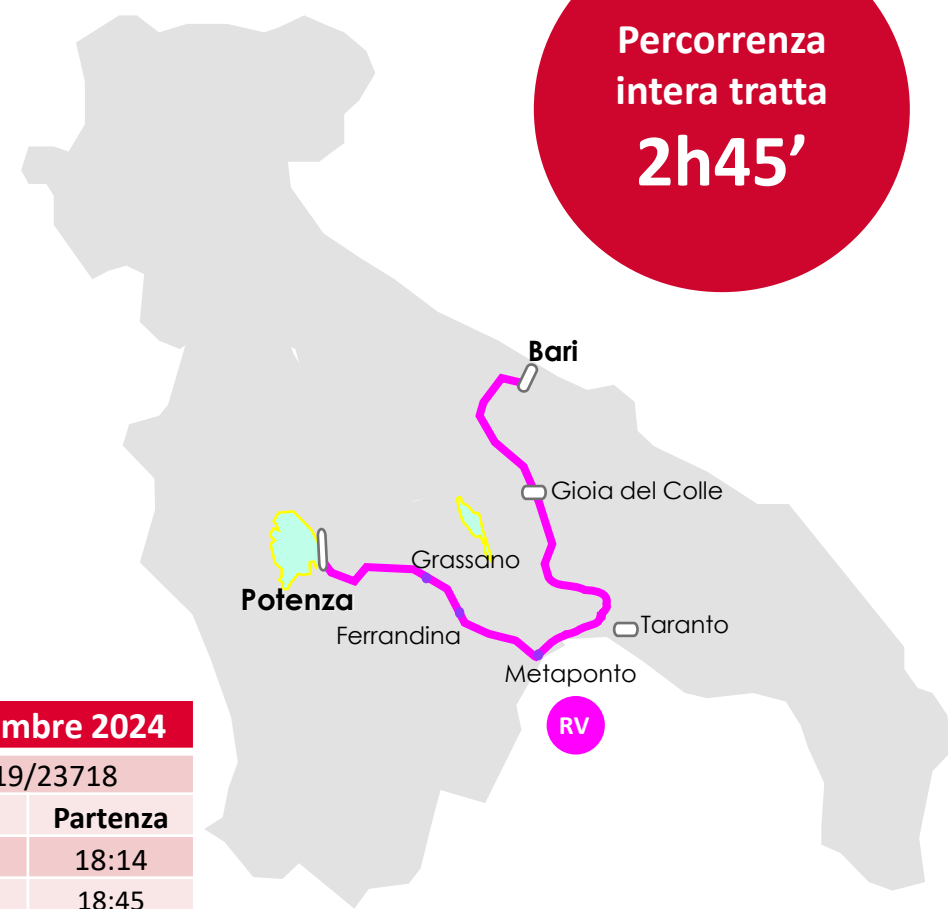 Percorrenza
intera tratta
2h45’
Bari
Gioia del Colle
Grassano
Potenza
Ferrandina
Taranto
Metaponto
RV
mbre 2024
19/23718
Partenza
18:14
18:45